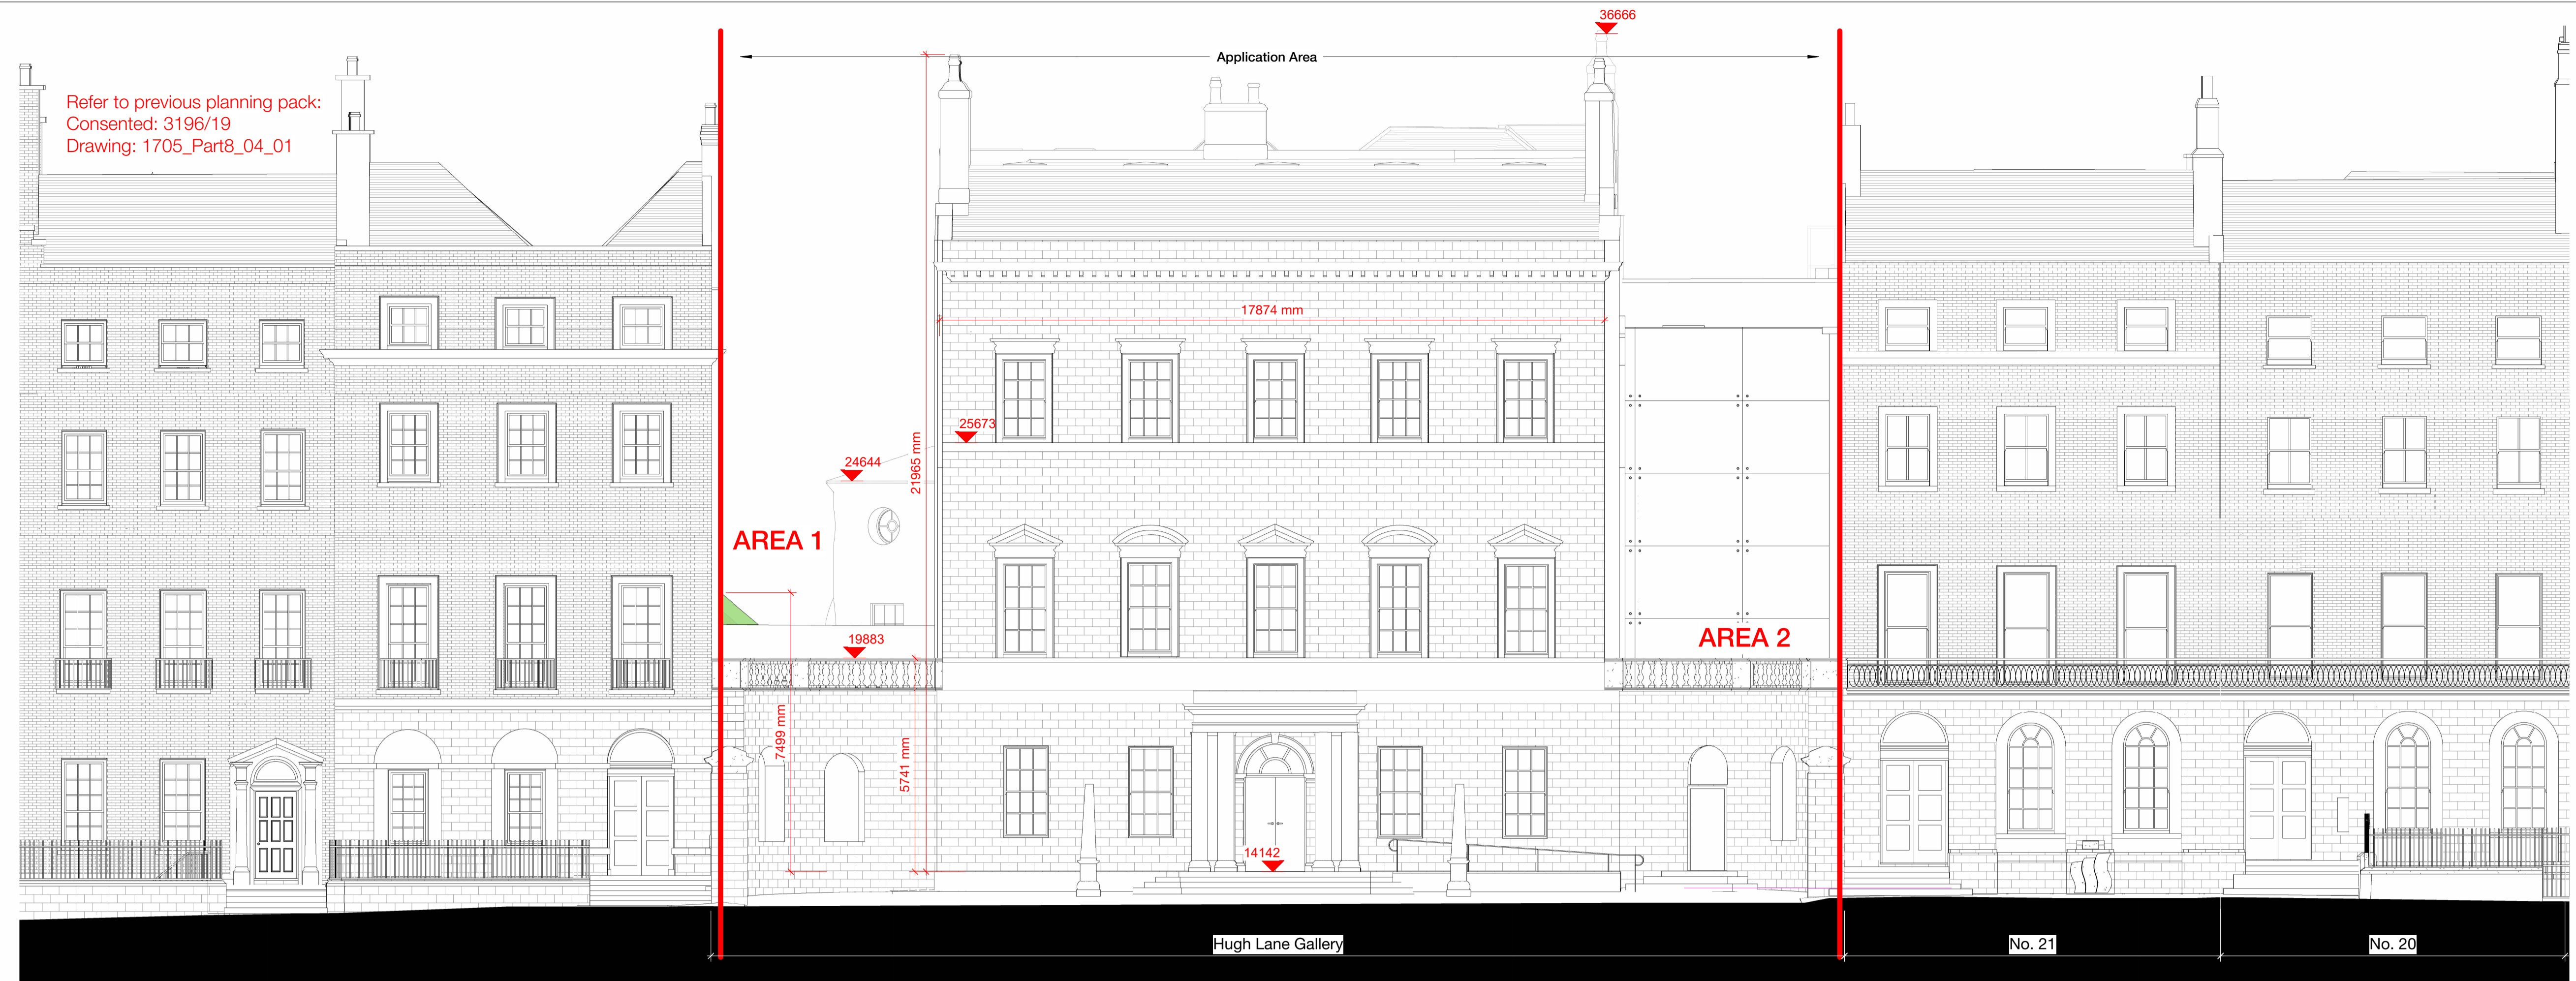 36666
Application Area
Refer to previous planning pack:
Consented: 3196/19
Drawing: 1705_Part8_04_01
17874 mm
25673
24644
21965 mm
AREA 1
19883
AREA 2
7499 mm
5741 mm
14142
Hugh Lane Gallery
No. 21
No. 20